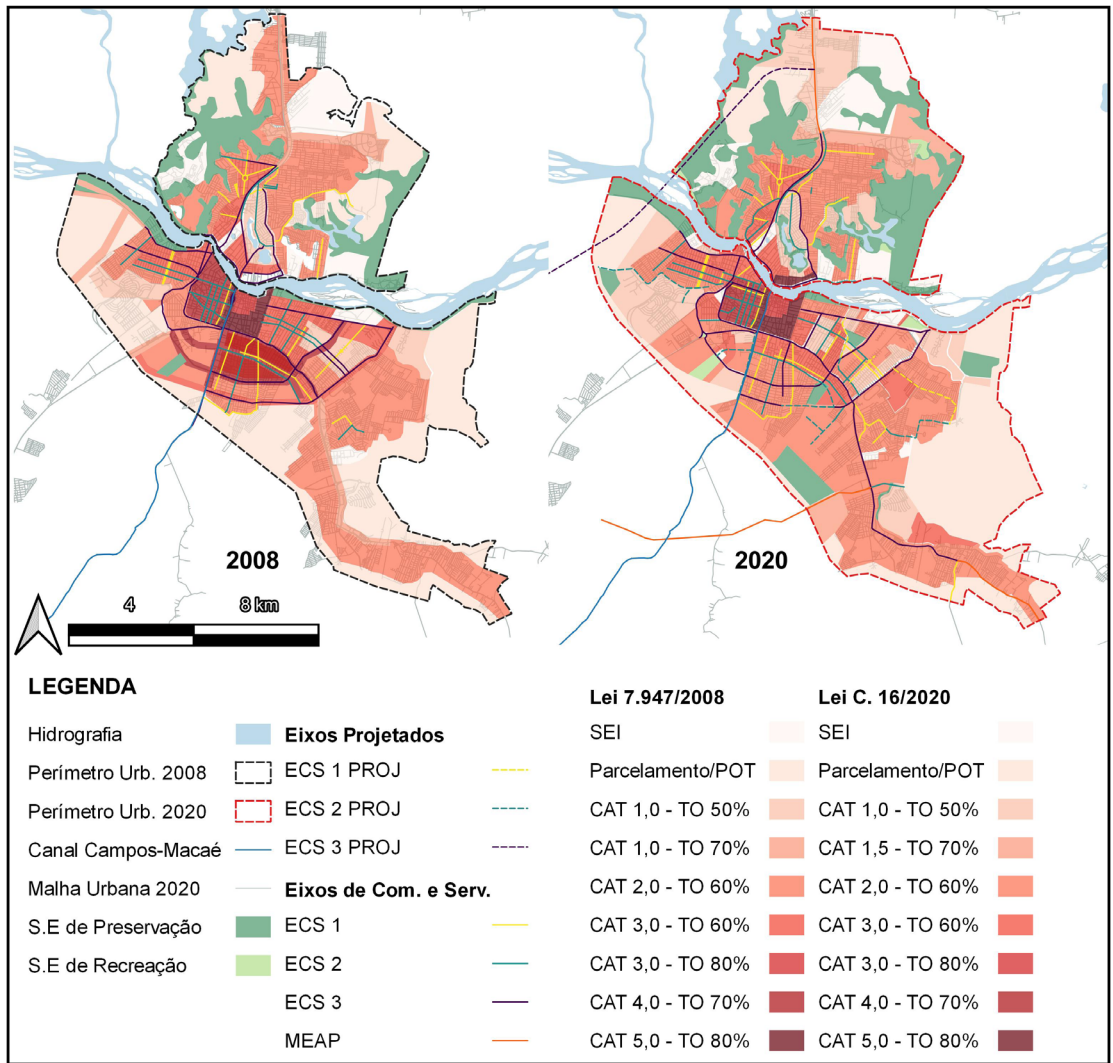 2008
2020
4 8 km
LEGENDA
Hidrografia
Perímetro Urb. 2008
Perímetro Urb. 2020
Canal Campos-Macaé
Malha Urbana 2020
S.E de Preservação
S.E de Recreação
Eixos Projetados
ECS 1 PROJ
ECS 2 PROJ
ECS 3 PROJ
Eixos de Com. e Serv.
ECS 1
ECS 2
ECS 3
MEAP
Lei 7.947/2008
SEI
Parcelamento/POT
CAT 1,0 - TO 50%
CAT 1,0 - TO 70%
CAT 2,0 - TO 60%
CAT 3,0 - TO 60%
CAT 3,0 - TO 80%
CAT 4,0 - TO 70%
CAT 5,0 - TO 80%
Lei C. 16/2020
SEI
Parcelamento/POT
CAT 1,0 - TO 50%
CAT 1,5 - TO 70%
CAT 2,0 - TO 60%
CAT 3,0 - TO 60%
CAT 3,0 - TO 80%
CAT 4,0 - TO 70%
CAT 5,0 - TO 80%